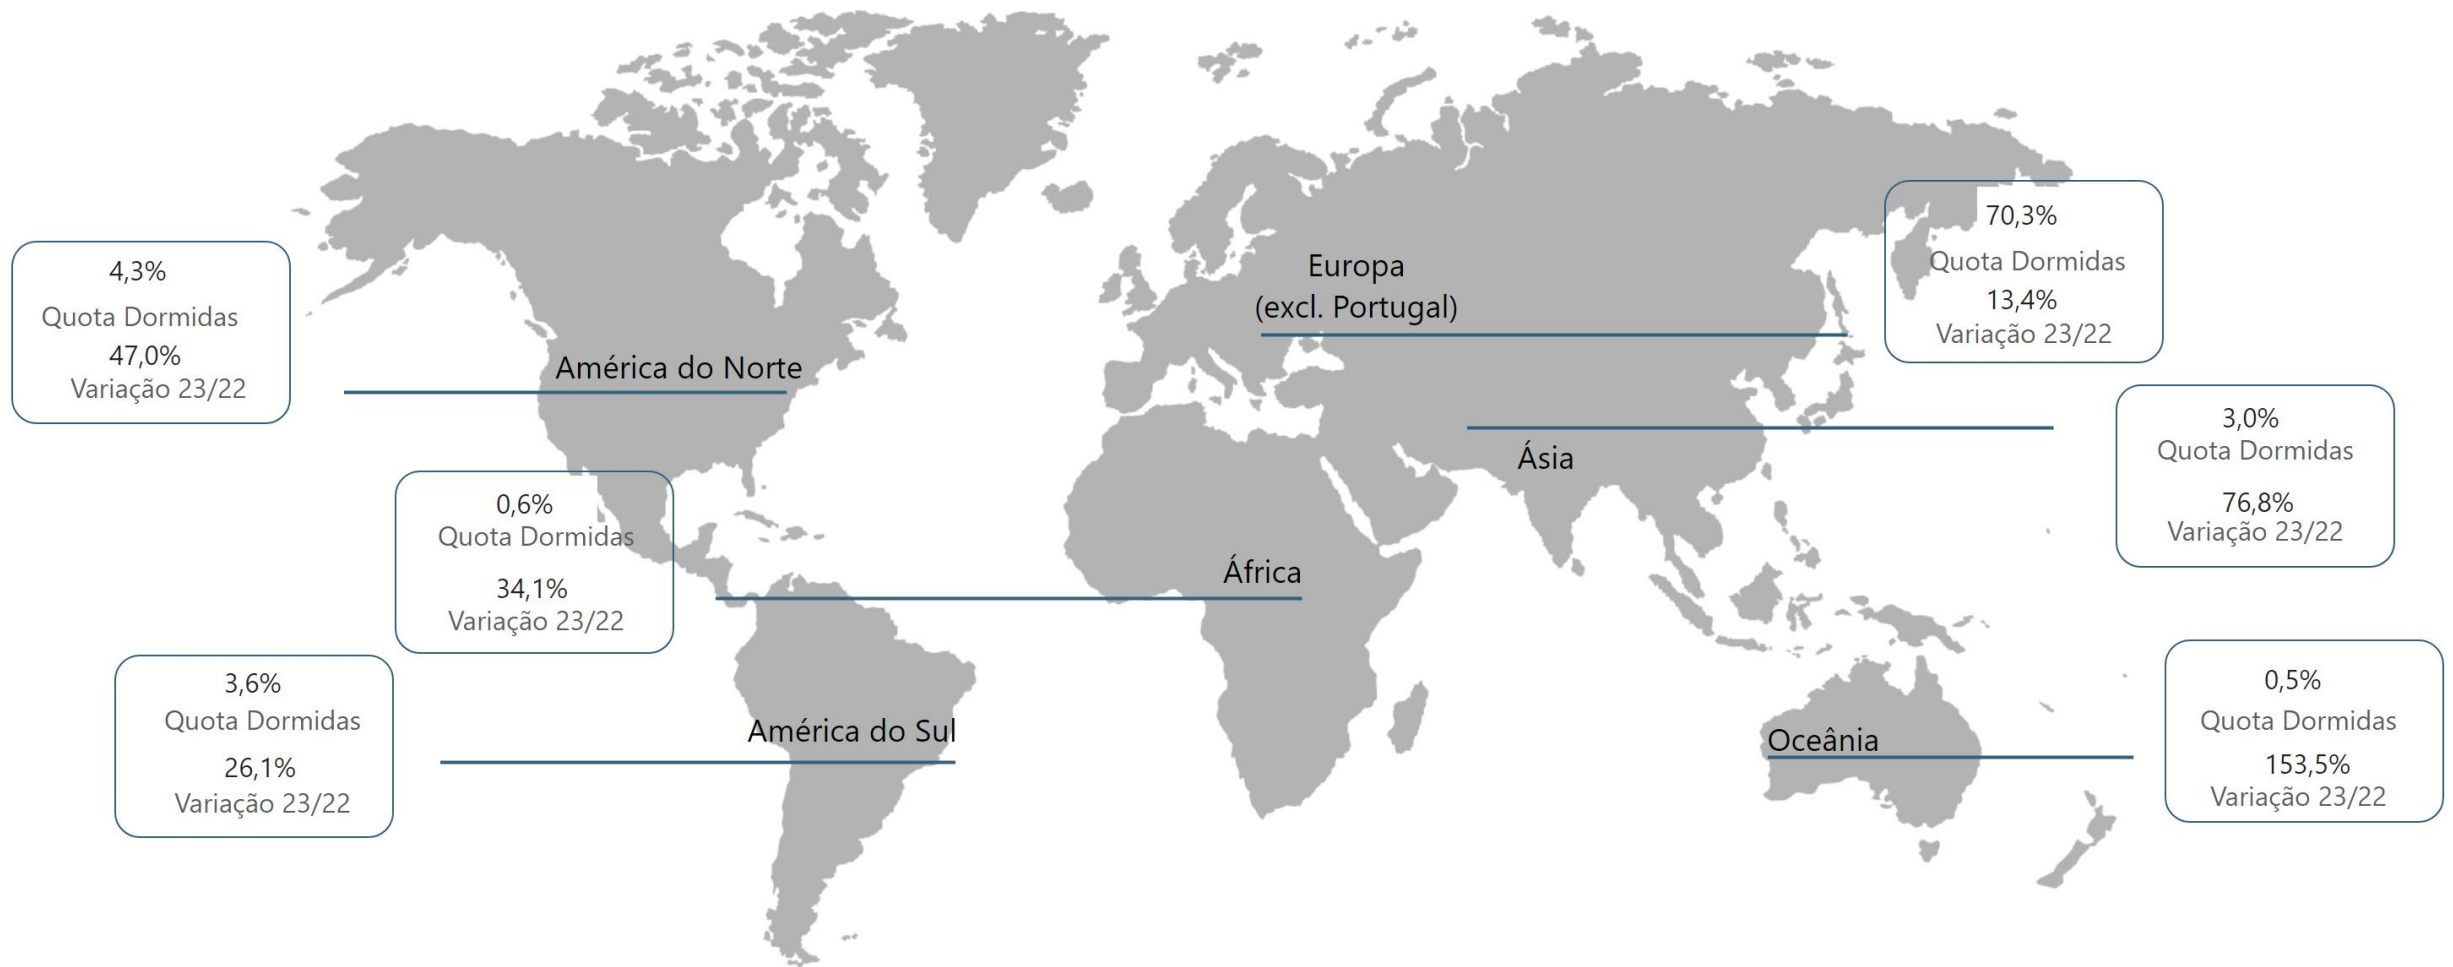 Europa
(excl. Portugal)
70,3%
Quota Dormidas
13,4%
Variação 23/22
América do Norte
4,3%
Quota Dormidas
47,0%
Variação 23/22
Ásia
3,0%
Quota Dormidas
76,8%
Variação 23/22
África
0,6%
Quota Dormidas
34,1%
Variação 23/22
América do Sul
3,6%
Quota Dormidas
26,1%
Variação 23/22
Oceânia
0,5%
Quota Dormidas
153,5%
Variação 23/22